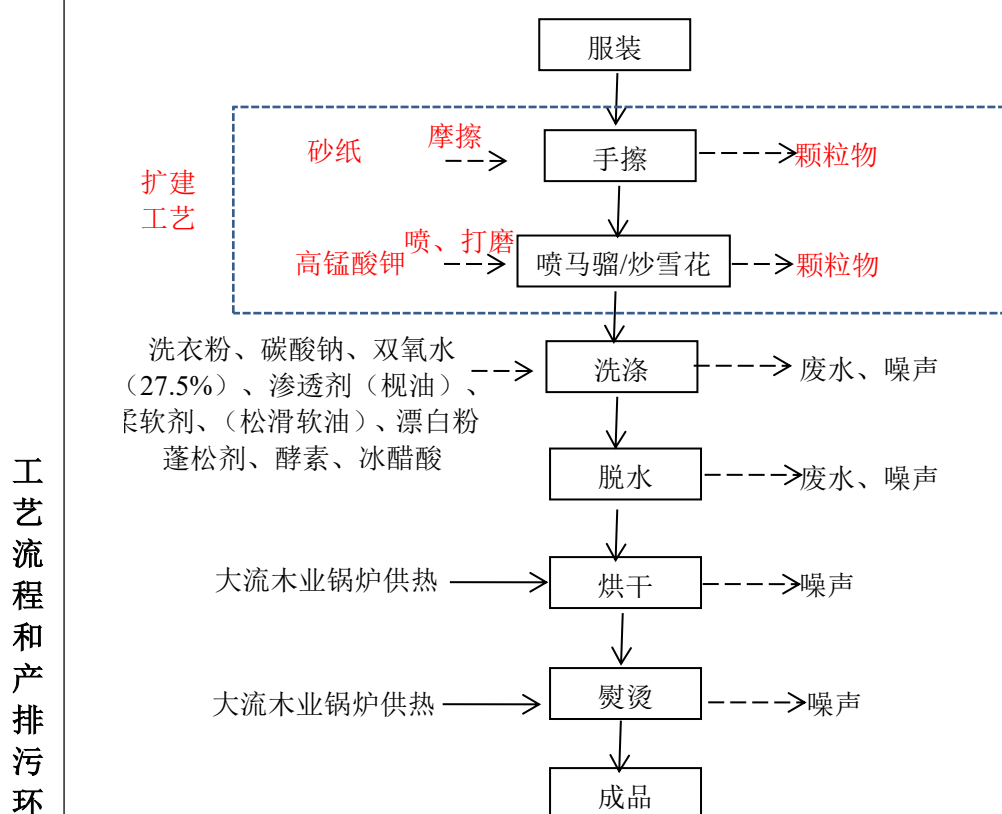 服装
砂纸
摩擦
手擦
颗粒物
扩建
工艺
高锰酸钾
喷、打磨
喷马骝/炒雪花
颗粒物
洗衣粉、碳酸钠、双氧水
（27.5%）、渗透剂（枧油）、
柔软剂、（松滑软油）、漂白粉
蓬松剂、酵素、冰醋酸
洗涤
废水、噪声
脱水
废水、噪声
大流木业锅炉供热
烘干
噪声
大流木业锅炉供热
熨烫
噪声
成品
工艺流程和产排污环